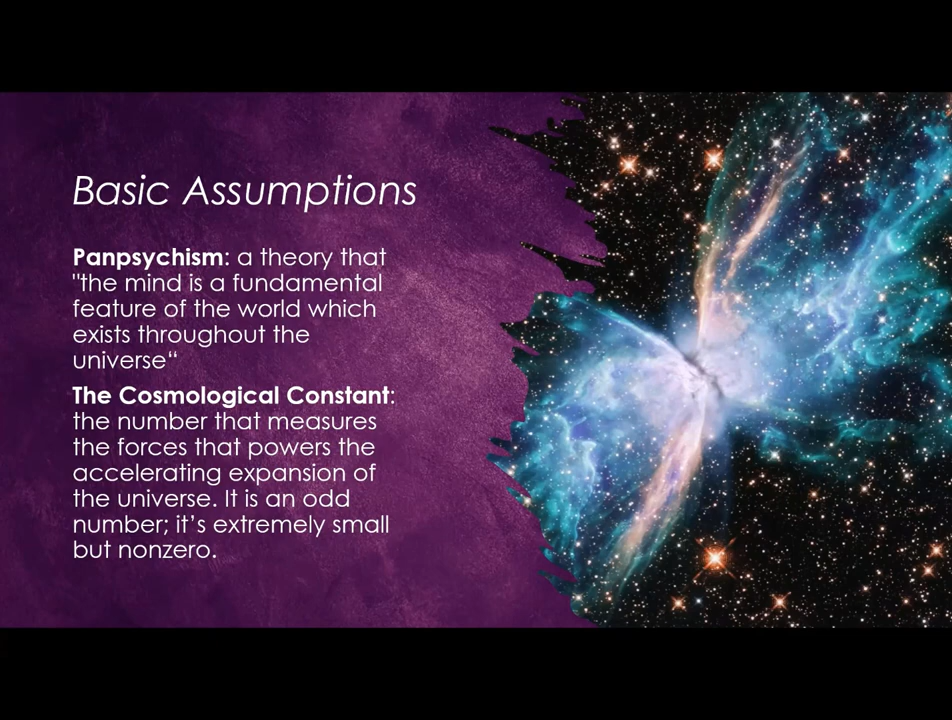 Basic Assumptions
Panpsychism: a theory that
"the mind is a fundamental
feature of the world which
exists throughout the
universe“
The Cosmological Constant:
the number that measures
the forces that powers the
accelerating expansion of
the universe. It is an odd
number; it’s extremely small
but nonzero.